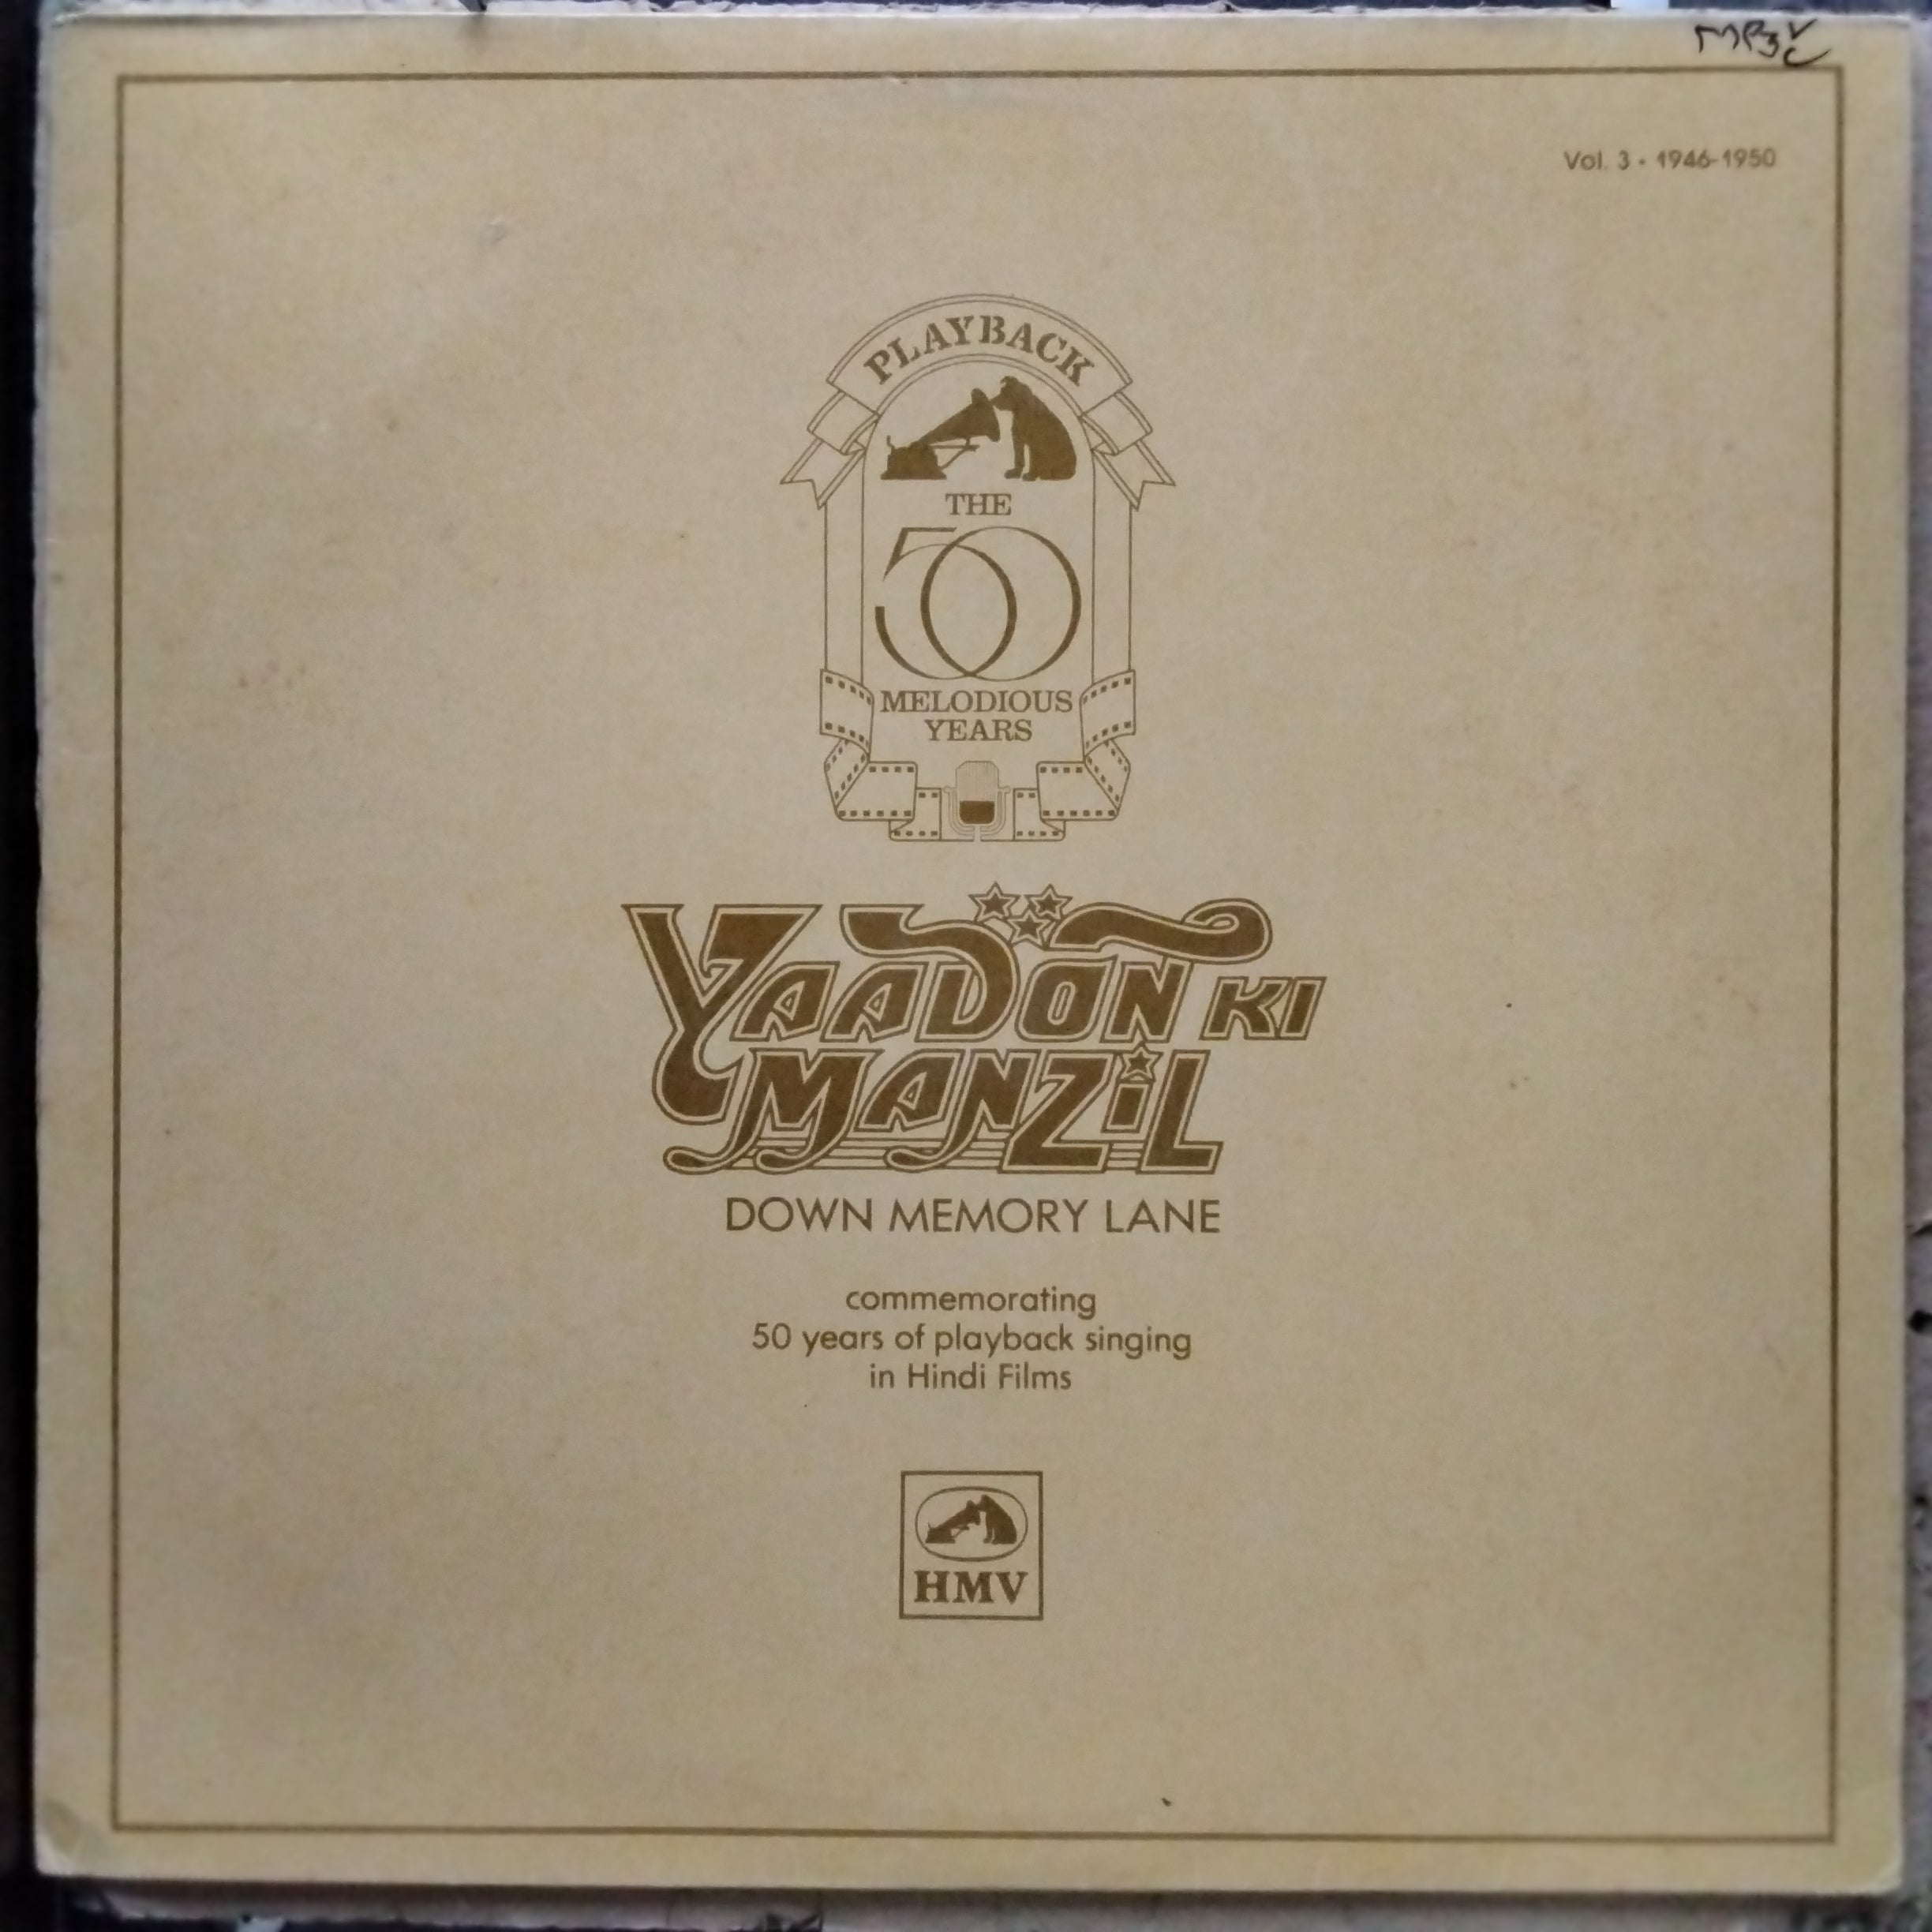 Vol. 3 • 1946-1950
PLAYBACK
THE
50
MELODIOUS
YEARS
YAADON KI
MANZiL
DOWN MEMORY LANE
commemorating
50 years of playback singing
in Hindi Films
HMV